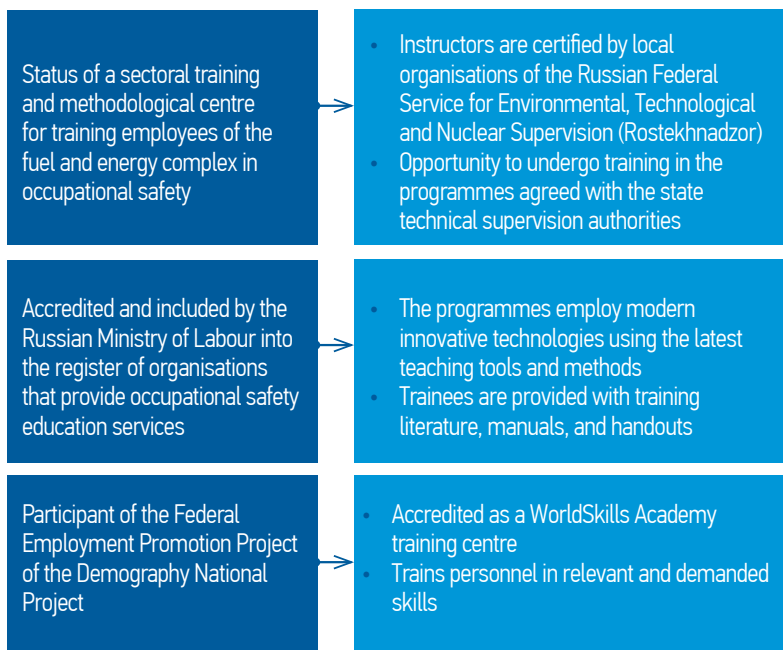 Status of a sectoral training
and methodological centre
for training employees of the
fuel and energy complex in
occupational safety
• Instructors are certified by local
organisations of the Russian Federal
Service for Environmental, Technological
and Nuclear Supervision (Rostekhnadzor)
• Opportunity to undergo training in the
programmes agreed with the state
technical supervision authorities
Accredited and included by the
Russian Ministry of Labour into
the register of organisations
that provide occupational safety
education services
• The programmes employ modern
innovative technologies using the latest
teaching tools and methods
• Trainees are provided with training
literature, manuals, and handouts
Participant of the Federal
Employment Promotion Project
of the Demography National
Project
• Accredited as a WorldSkills Academy
training centre
• Trains personnel in relevant and demanded
skills